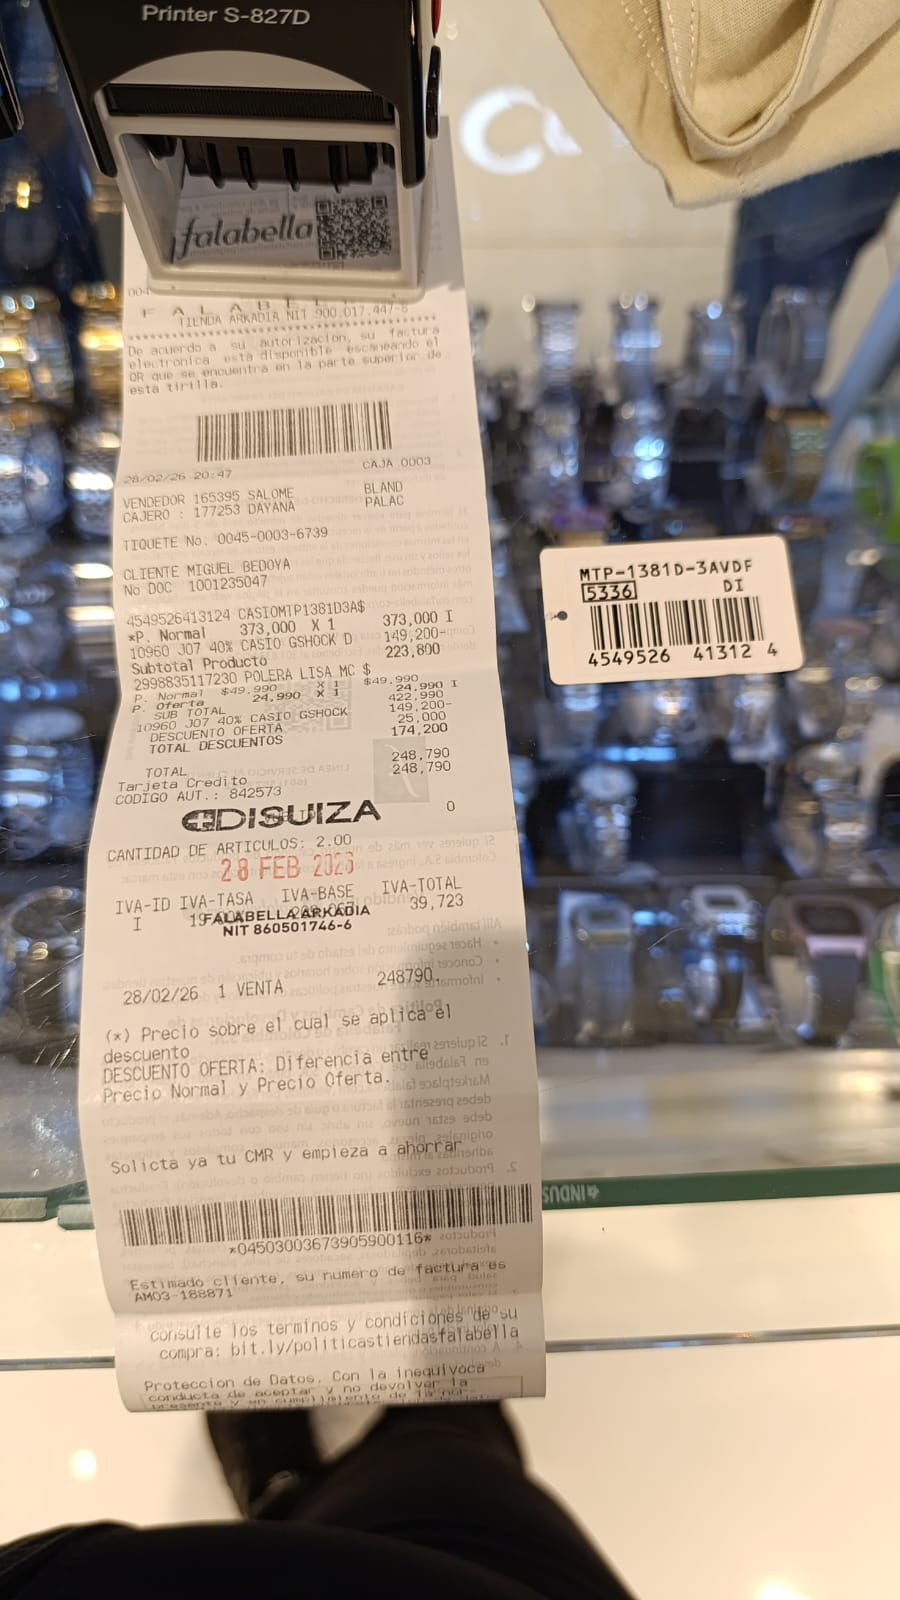 Printer S-827D
falabella
004
F A L A B E L
TIENDA ARKADIA NIT 900.017.447-8
De acuerdo a su autorizacion, su factura
electronica esta disponible escaneando el
QR que se encuentra en la parte superior de
esta tirilla.
28/02/26 20:47 CAJA 0003
VENDEDOR 165395 SALOME BLAND
CAJERO : 177253 DAYANA PALAC
TIQUETE No. 0045-0003-6739
CLIENTE MIGUEL BEDOYA
No DOC 1001235047
4549526413124 CASIOMTP1381D3A$
*P. Normal 373,000 X 1 373,000 I
10960 J07 40% CASIO GSHOCK D 149,200-
Subtotal Producto 223,800
2998835117230 POLERA LISA MC $
P. Normal $49.990 X 1 $49.990
P. Oferta 24,990 X 1 24,990 I
SUB TOTAL 422,990
10960 J07 40% CASIO GSHOCK 149,200-
DESCUENTO OFERTA 25,000
TOTAL DESCUENTOS 174,200
TOTAL 248,790
Tarjeta Credito 248,790
CODIGO AUT.: 842573
DISUIZA 0
CANTIDAD DE ARTICULOS: 2.00
28 FEB 2026
IVA-ID IVA-TASA IVA-BASE IVA-TOTAL
I 39,723
FALABELLA ARKADIA
NIT 860501746-6
28/02/26 1 VENTA 248790
(*) Precio sobre el cual se aplica el
descuento
DESCUENTO OFERTA: Diferencia entre
Precio Normal y Precio Oferta.
Solicta ya tu CMR y empieza a ahorrar
*04503003673905900116*
Estimado cliente, su numero de factura es
AM03-188871
consulte los terminos y condiciones de su
compra: bit.ly/politicastiendasfalabella
Proteccion de Datos. Con la inequivoca
conducta de aceptar y no devolver la
MTP-1381D-3AVDF
5336 DI
4549526 41312 4
INDUS